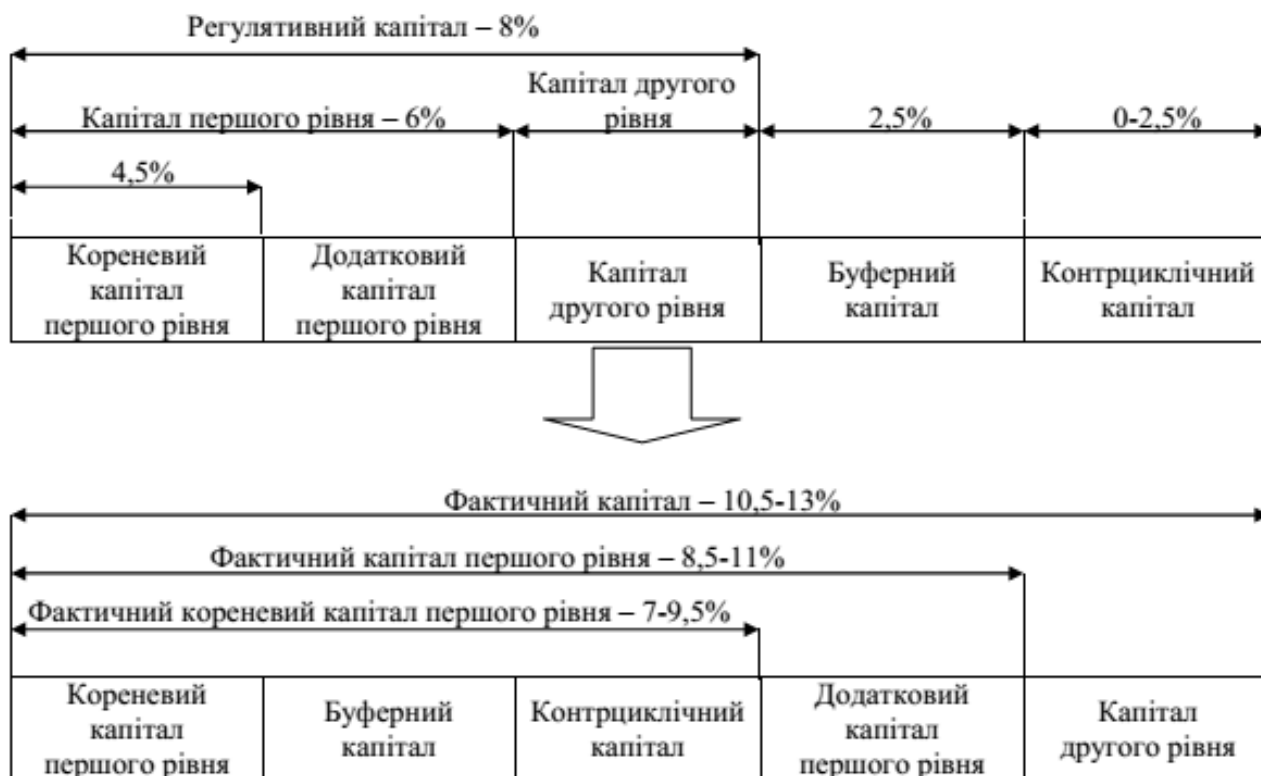 Регулятивний капітал – 8%
Капітал першого рівня – 6%
Капітал другого
рівня
2,5%
0-2,5%
4,5%
Кореневий
капітал
першого рівня
Додатковий
капітал
першого рівня
Капітал
другого рівня
Буферний
капітал
Контрциклічний
капітал
Фактичний капітал – 10,5-13%
Фактичний капітал першого рівня – 8,5-11%
Фактичний кореневий капітал першого рівня – 7-9,5%
Кореневий
капітал
першого рівня
Буферний
капітал
Контрциклічний
капітал
Додатковий
капітал
першого рівня
Капітал
другого рівня